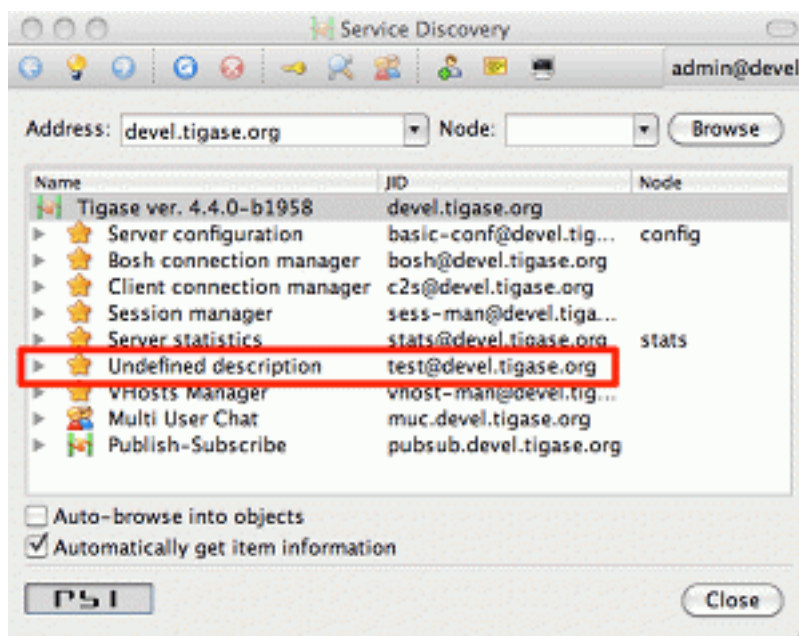 Service Discovery
admin@devel
Address: devel.tigase.org Node: Browse
Name JID Node
Tigase ver. 4.4.0-b1958 devel.tigase.org
Server configuration basic-conf@devel.tig... config
Bosh connection manager bosh@devel.tigase.org
Client connection manager c2s@devel.tigase.org
Session manager sess-man@devel.tiga...
Server statistics stats@devel.tigase.org stats
Undefined description test@devel.tigase.org
VHosts Manager vhost-man@devel.tig...
Multi User Chat muc.devel.tigase.org
Publish-Subscribe pubsub.devel.tigase.org
Auto-browse into objects
Automatically get item information
PSI Close